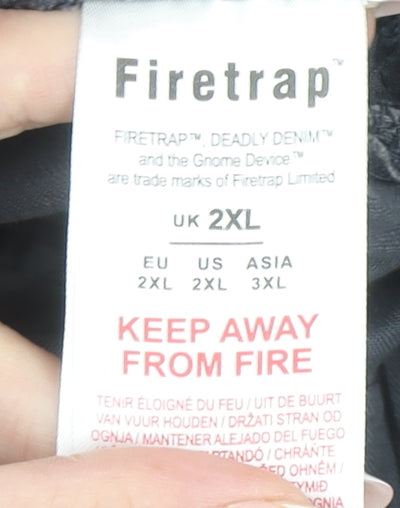 Firetrap™
FIRETRAP™, DEADLY DENIM™
and the Gnome Device™
are trade marks of Firetrap Limited
UK 2XL
EU US ASIA
2XL 2XL 3XL
KEEP AWAY
FROM FIRE
TENIR ÉLOIGNÉ DU FEU / UIT DE BUURT
VAN VUUR HOUDEN / DRŽATI STRAN OD
OGNJA / MANTENER ALEJADO DEL FUEGO
/ CHRÁNTE
OHNĚM /